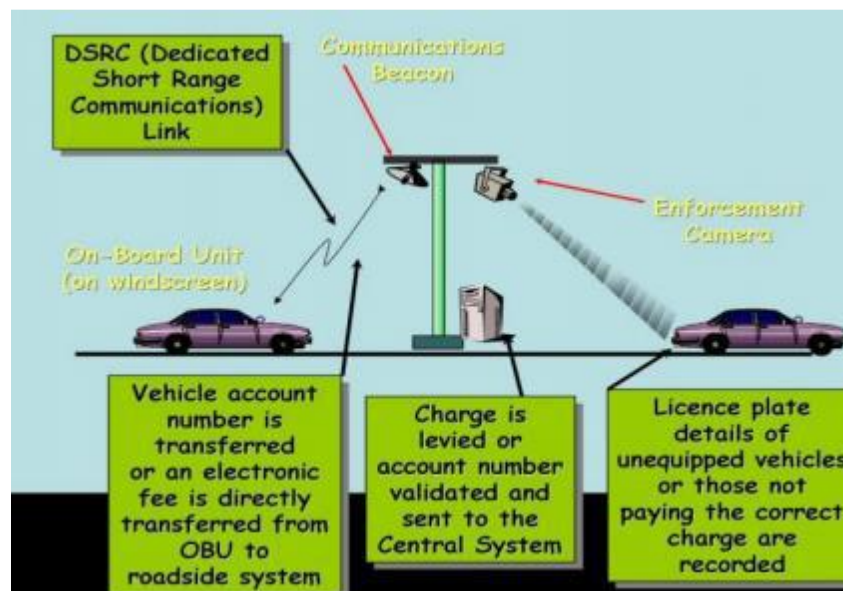 DSRC (Dedicated
Short Range
Communications)
Link
Communications
Beacon
Enforcement
Camera
On-Board Unit
(on windscreen)
Vehicle account
number is
transferred
or an electronic
fee is directly
transferred from
OBU to
roadside system
Charge is
levied or
account number
validated and
sent to the
Central System
Licence plate
details of
unequipped vehicles
or those not
paying the correct
charge are
recorded